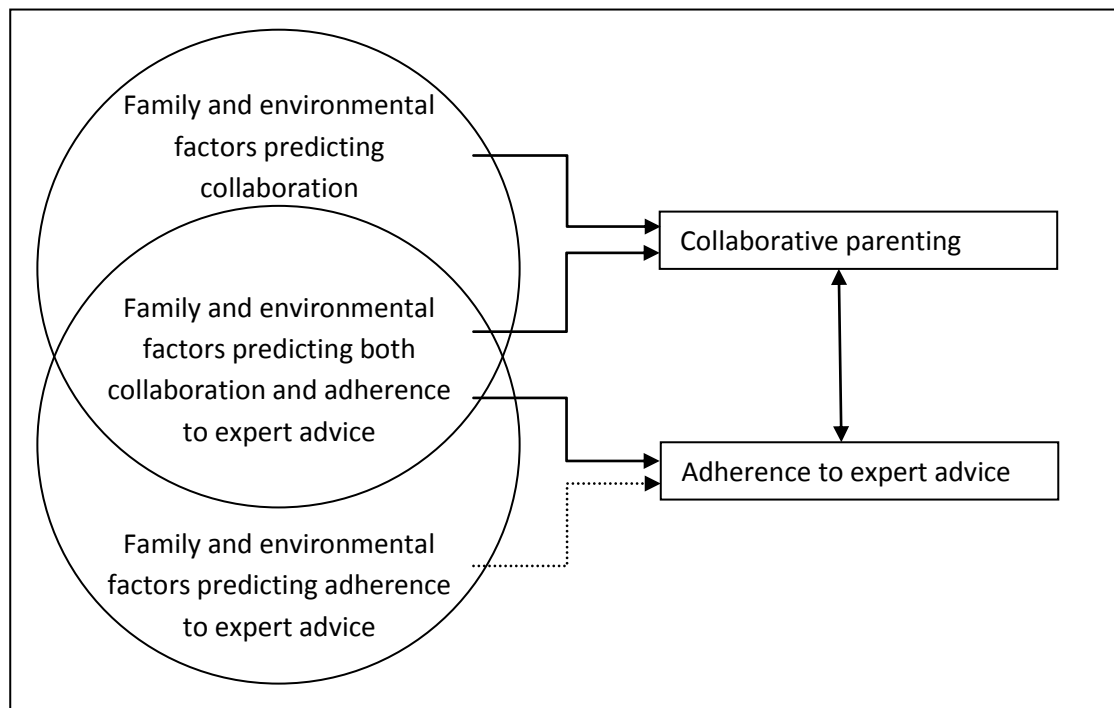 Family and environmental
factors predicting
collaboration
Family and environmental
factors predicting both
collaboration and adherence
to expert advice
Family and environmental
factors predicting adherence
to expert advice
Collaborative parenting
Adherence to expert advice